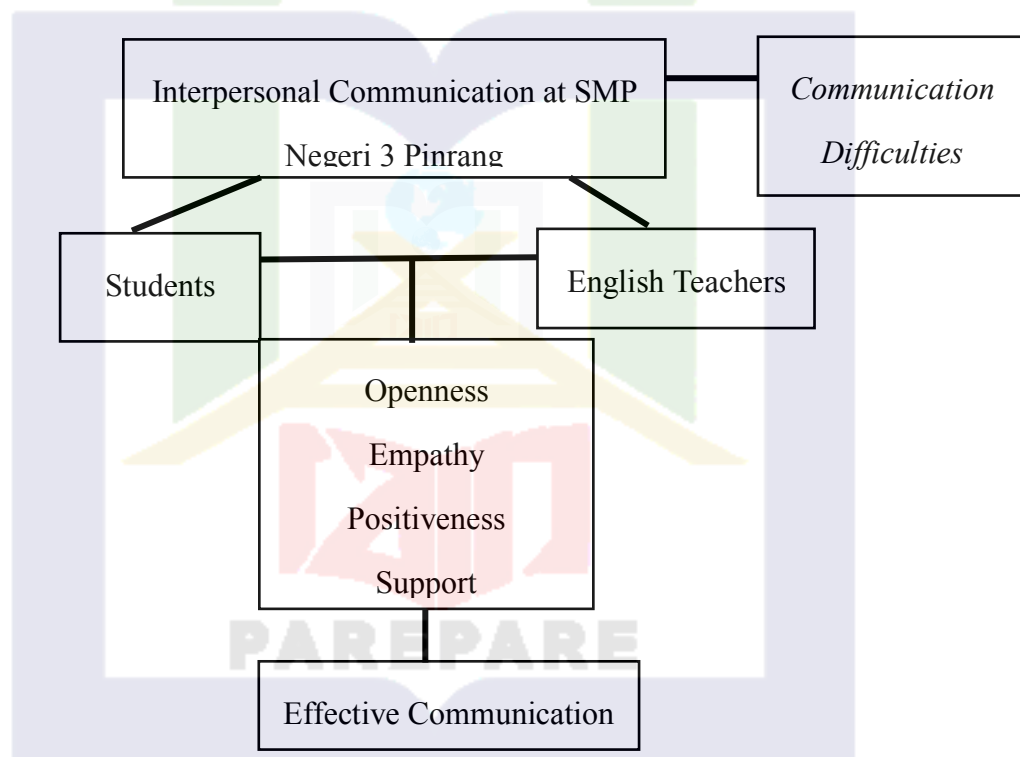 Interpersonal Communication at SMP
Negeri 3 Pinrang
Communication
Difficulties
Students
English Teachers
Openness
Empathy
Positiveness
Support
PAREPARE
Effective Communication